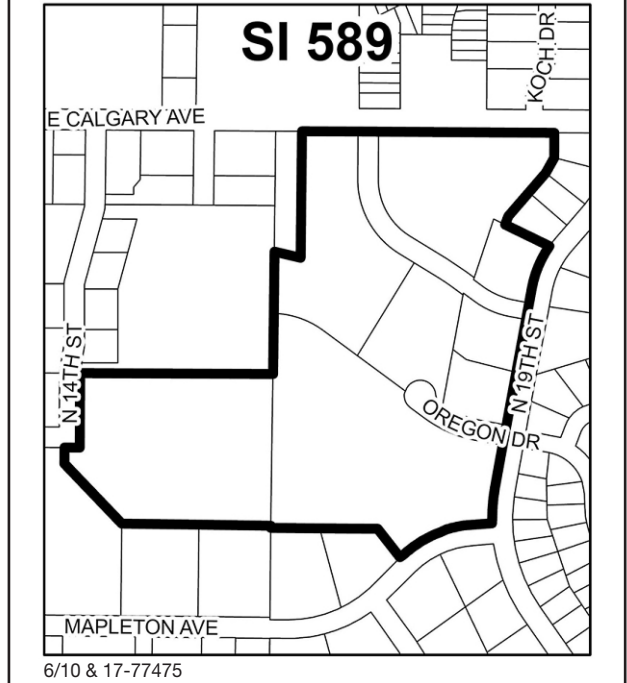 SI 589
KOCH DR
E CALGARY AVE
N 14TH ST
N 19TH ST
OREGON DR
MAPLETON AVE
6/10 & 17-77475